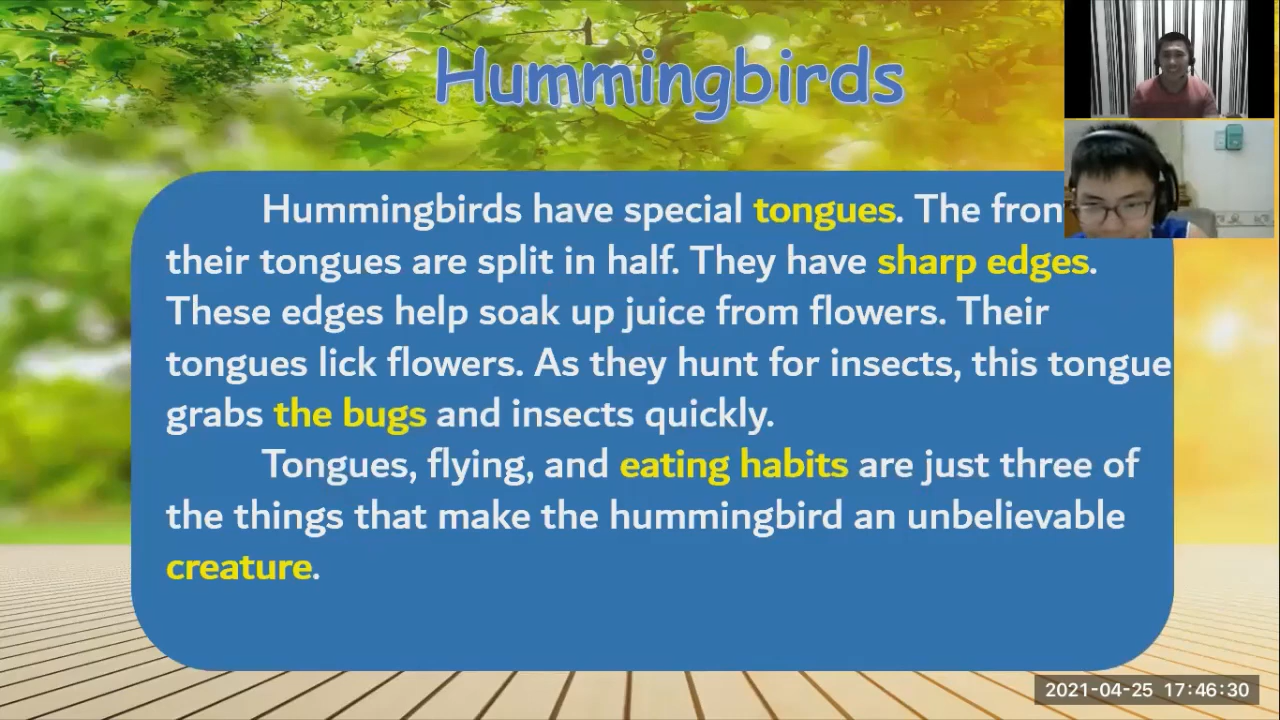 Hummingbirds
Hummingbirds have special tongues. The
their tongues are split in half. They have sharp edges.
These edges help soak up juice from flowers. Their
tongues lick flowers. As they hunt for insects, this tongue
grabs the bugs and insects quickly.
Tongues, flying, and eating habits are just three of
the things that make the hummingbird an unbelievable
creature.
2021-04-25 17:46:30